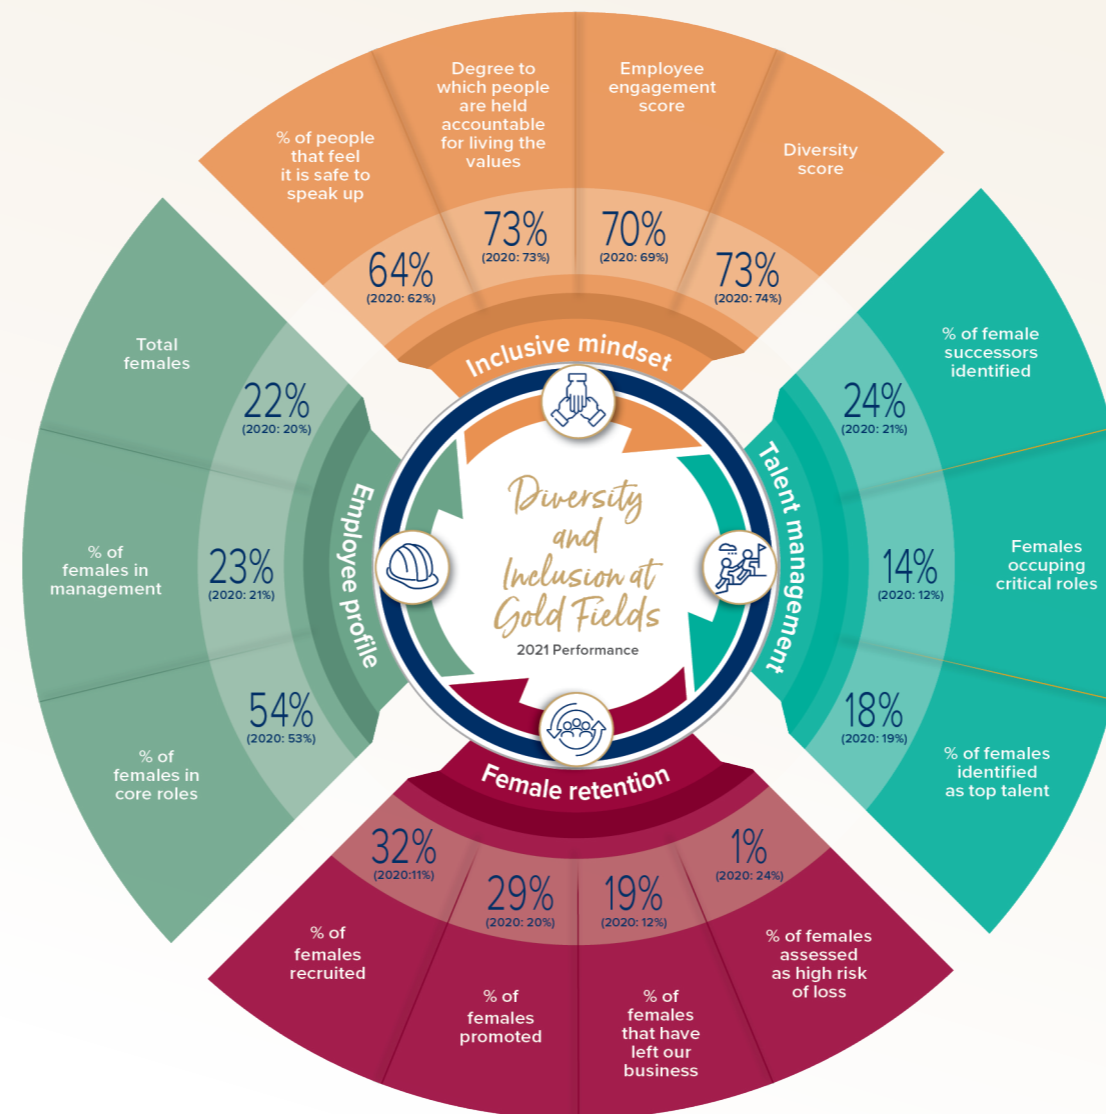 % of people
that feel
it is safe to
speak up
64%
(2020: 62%)
Degree to
which people
are held
accountable
for living the
values
73%
(2020: 73%)
Employee
engagement
score
70%
(2020: 69%)
Diversity
score
73%
(2020: 74%)
Inclusive mindset
% of female
successors
identified
24%
(2020: 21%)
Females
occuping
critical roles
14%
(2020: 12%)
% of females
identified
as top talent
18%
(2020: 19%)
Talent management
Total
females
22%
(2020: 20%)
% of
females in
management
23%
(2020: 21%)
% of
females in
core roles
54%
(2020: 53%)
Employee profile
Diversity
and
Inclusion at
Gold Fields
2021 Performance
Female retention
32%
(2020:11%)
% of
females
recruited
29%
(2020: 20%)
% of
females
promoted
19%
(2020: 12%)
% of
females
that have
left our
business
1%
(2020: 24%)
% of females
assessed
as high risk
of loss